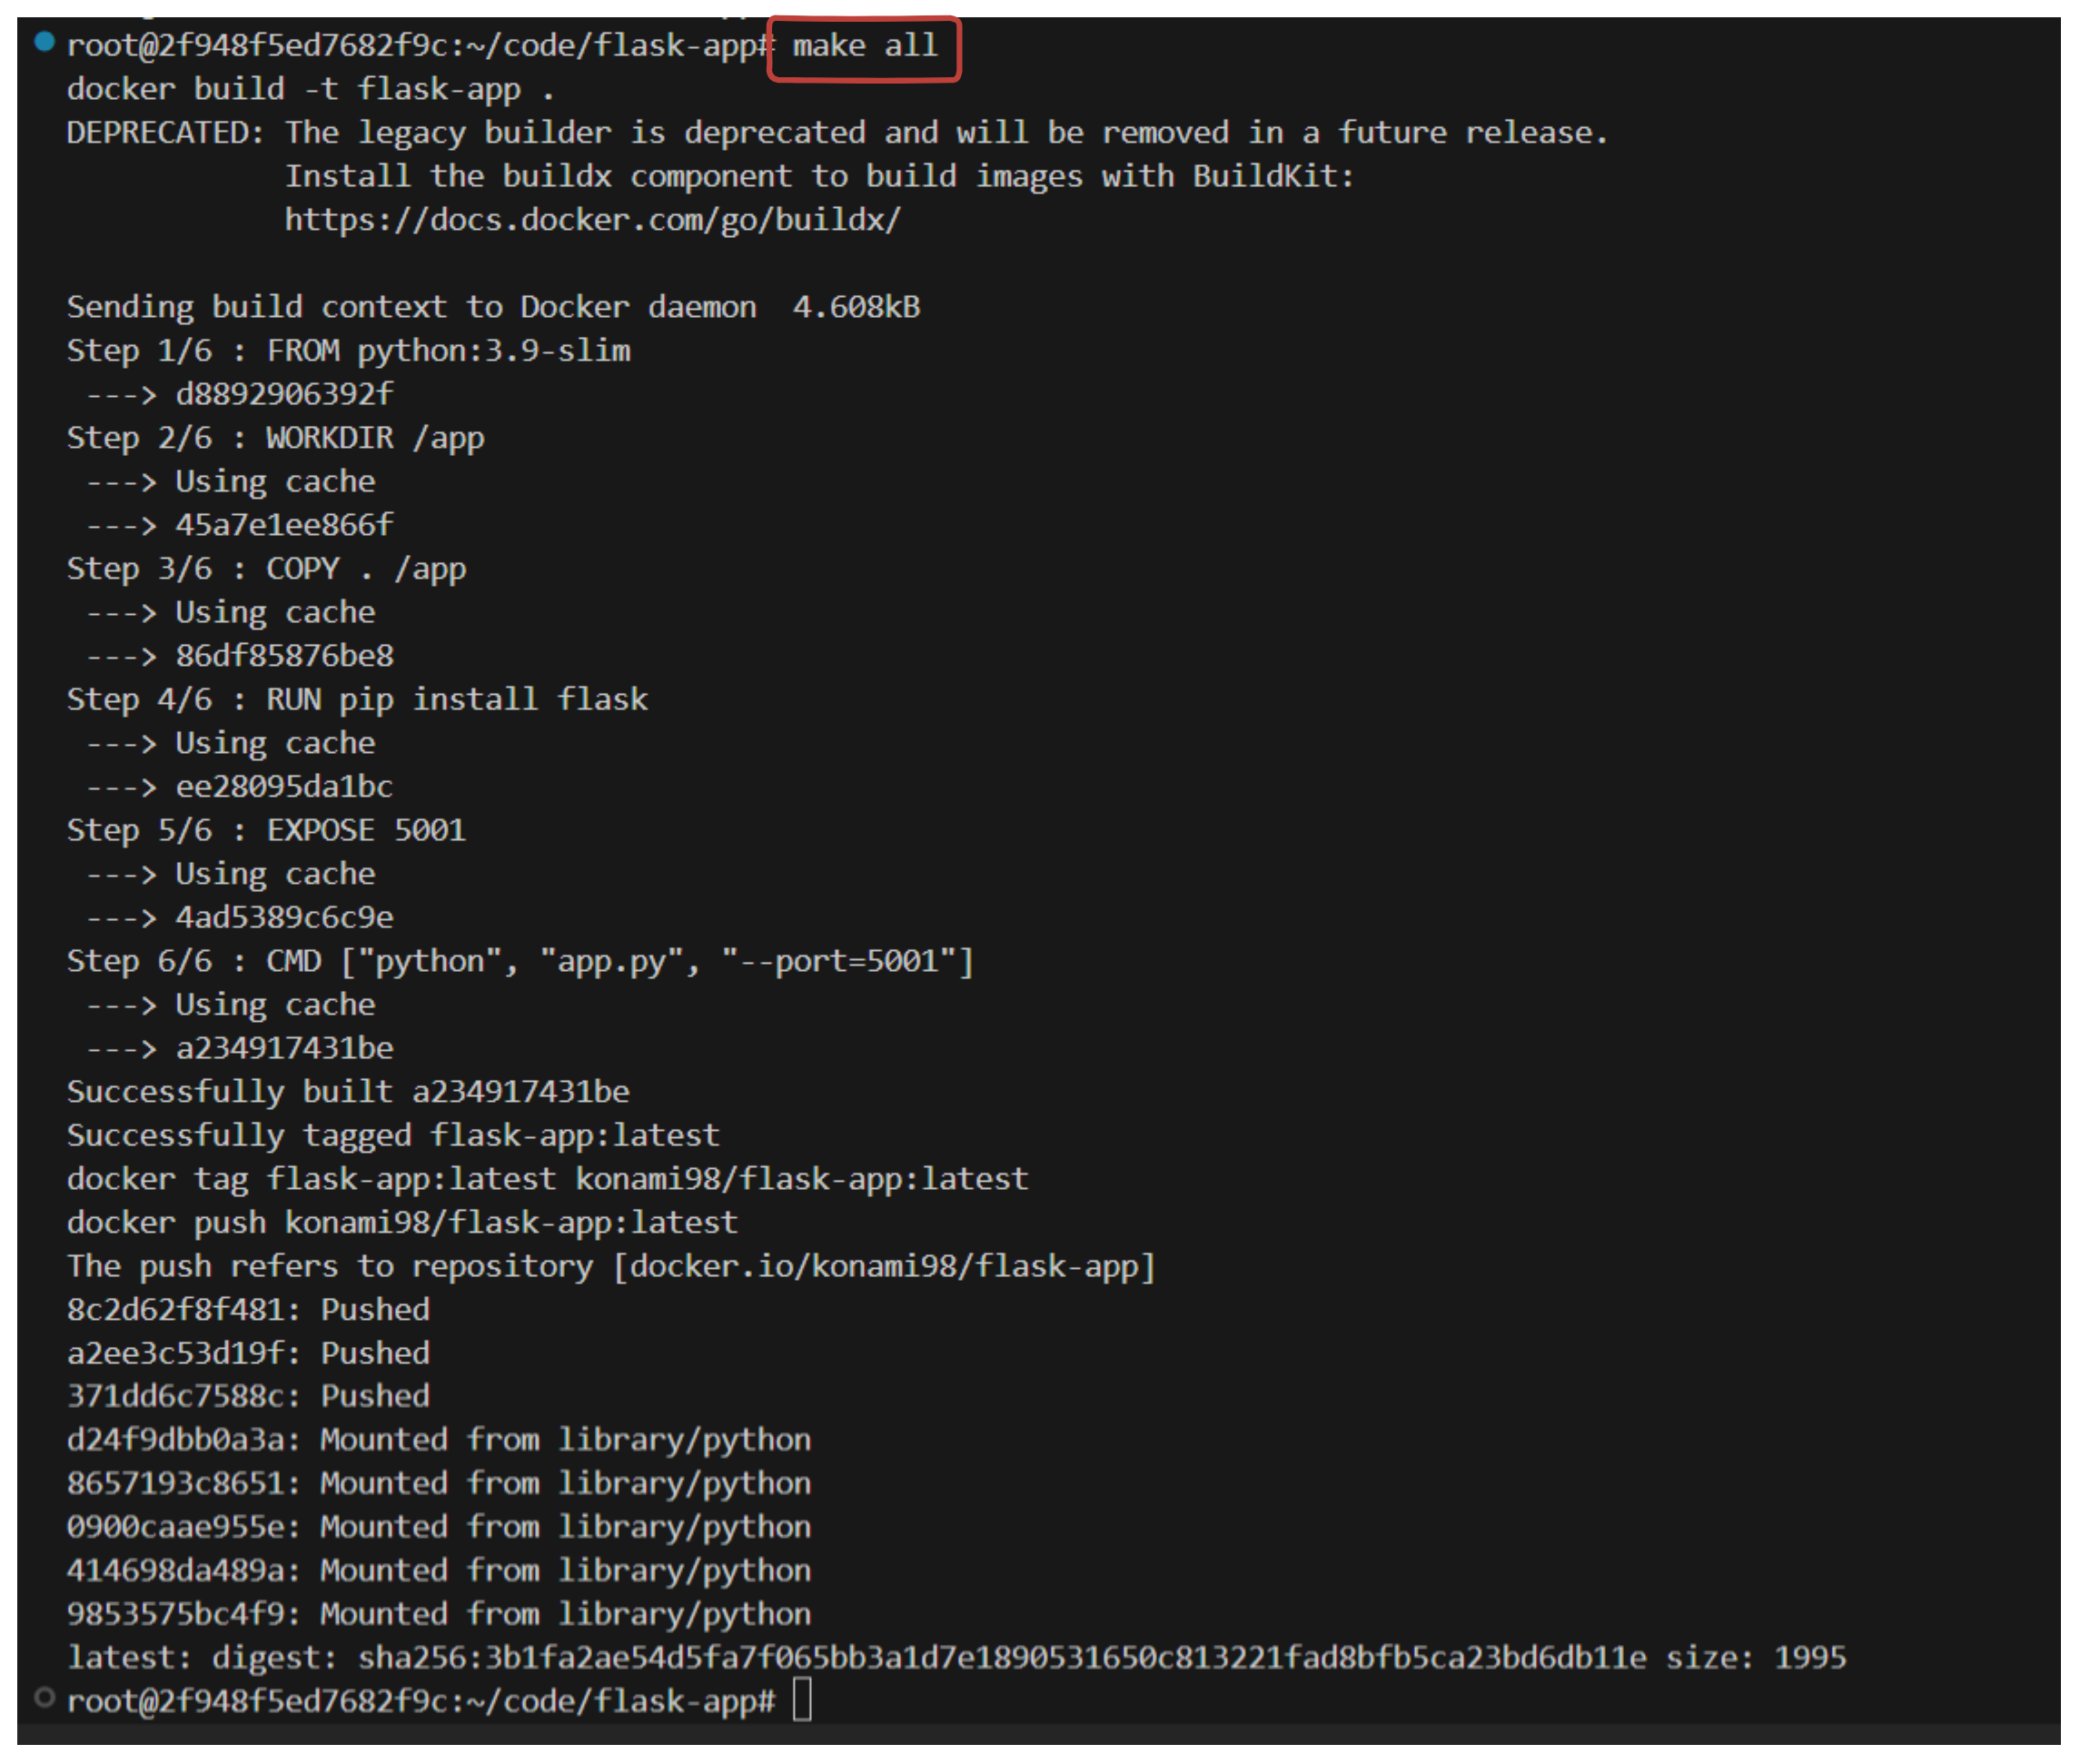 root@2f948f5ed7682f9c:~/code/flask-app# make all
docker build -t flask-app .
DEPRECATED: The legacy builder is deprecated and will be removed in a future release.
            Install the buildx component to build images with BuildKit:
            https://docs.docker.com/go/buildx/

Sending build context to Docker daemon  4.608kB
Step 1/6 : FROM python:3.9-slim
 ---> d8892906392f
Step 2/6 : WORKDIR /app
 ---> Using cache
 ---> 45a7e1ee866f
Step 3/6 : COPY . /app
 ---> Using cache
 ---> 86df85876be8
Step 4/6 : RUN pip install flask
 ---> Using cache
 ---> ee28095da1bc
Step 5/6 : EXPOSE 5001
 ---> Using cache
 ---> 4ad5389c6c9e
Step 6/6 : CMD ["python", "app.py", "--port=5001"]
 ---> Using cache
 ---> a234917431be
Successfully built a234917431be
Successfully tagged flask-app:latest
docker tag flask-app:latest konami98/flask-app:latest
docker push konami98/flask-app:latest
The push refers to repository [docker.io/konami98/flask-app]
8c2d62f8f481: Pushed
a2ee3c53d19f: Pushed
371dd6c7588c: Pushed
d24f9dbb0a3a: Mounted from library/python
8657193c8651: Mounted from library/python
0900caae955e: Mounted from library/python
414698da489a: Mounted from library/python
9853575bc4f9: Mounted from library/python
latest: digest: sha256:3b1fa2ae54d5fa7f065bb3a1d7e1890531650c813221fad8bfb5ca23bd6db11e size: 1995
root@2f948f5ed7682f9c:~/code/flask-app#